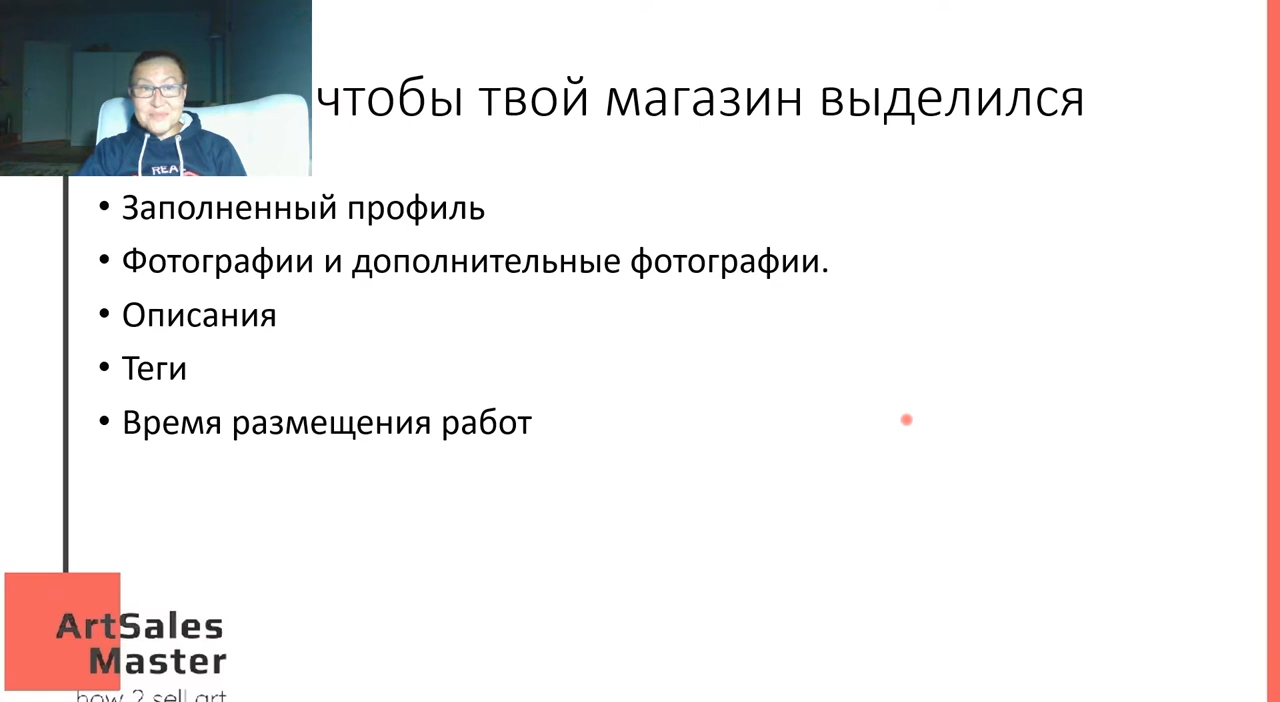 чтобы твой магазин выделился
REAL
• Заполненный профиль
• Фотографии и дополнительные фотографии.
• Описания
• Теги
• Время размещения работ
ArtSales
Master
how 2 sell art